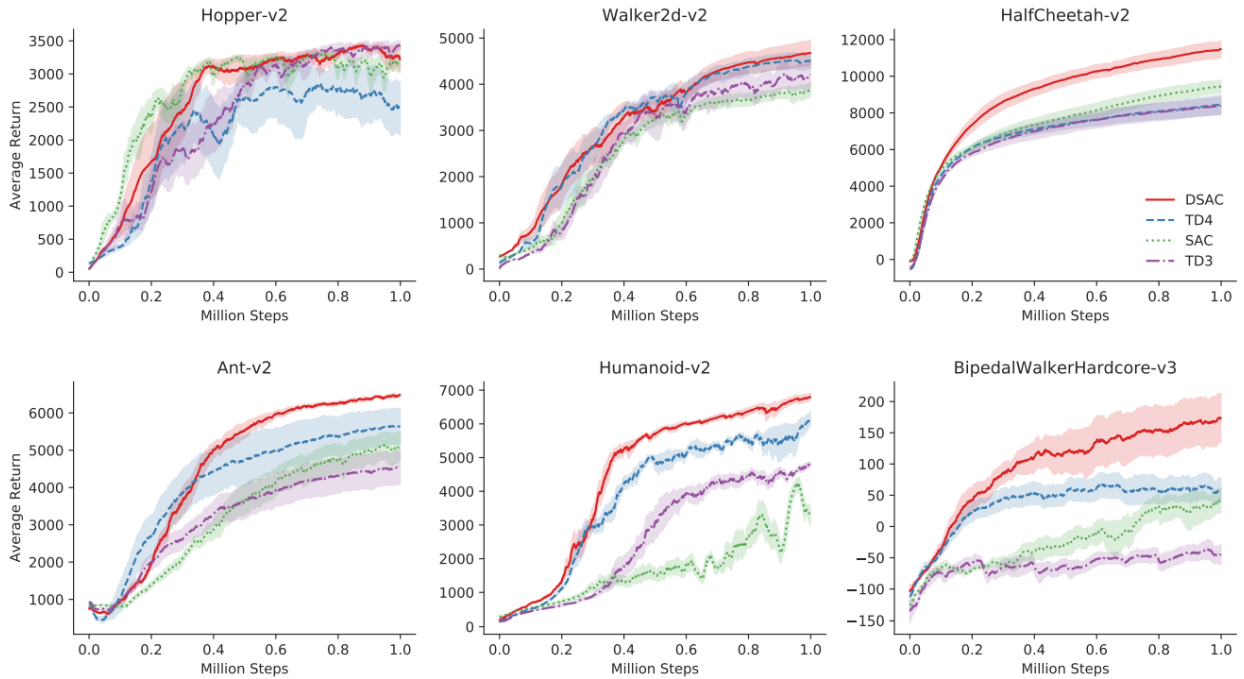 Hopper-v2
Average Return
3500
3000
2500
2000
1500
1000
500
0
0.0 0.2 0.4 0.6 0.8 1.0
Million Steps
Walker2d-v2
5000
4000
3000
2000
1000
0
0.0 0.2 0.4 0.6 0.8 1.0
Million Steps
HalfCheetah-v2
12000
10000
8000
6000
4000
2000
0
DSAC
TD4
SAC
TD3
0.0 0.2 0.4 0.6 0.8 1.0
Million Steps
Ant-v2
Average Return
6000
5000
4000
3000
2000
1000
0.0 0.2 0.4 0.6 0.8 1.0
Million Steps
Humanoid-v2
7000
6000
5000
4000
3000
2000
1000
0
0.0 0.2 0.4 0.6 0.8 1.0
Million Steps
BipedalWalkerHardcore-v3
200
150
100
50
0
−50
−100
−150
0.0 0.2 0.4 0.6 0.8 1.0
Million Steps